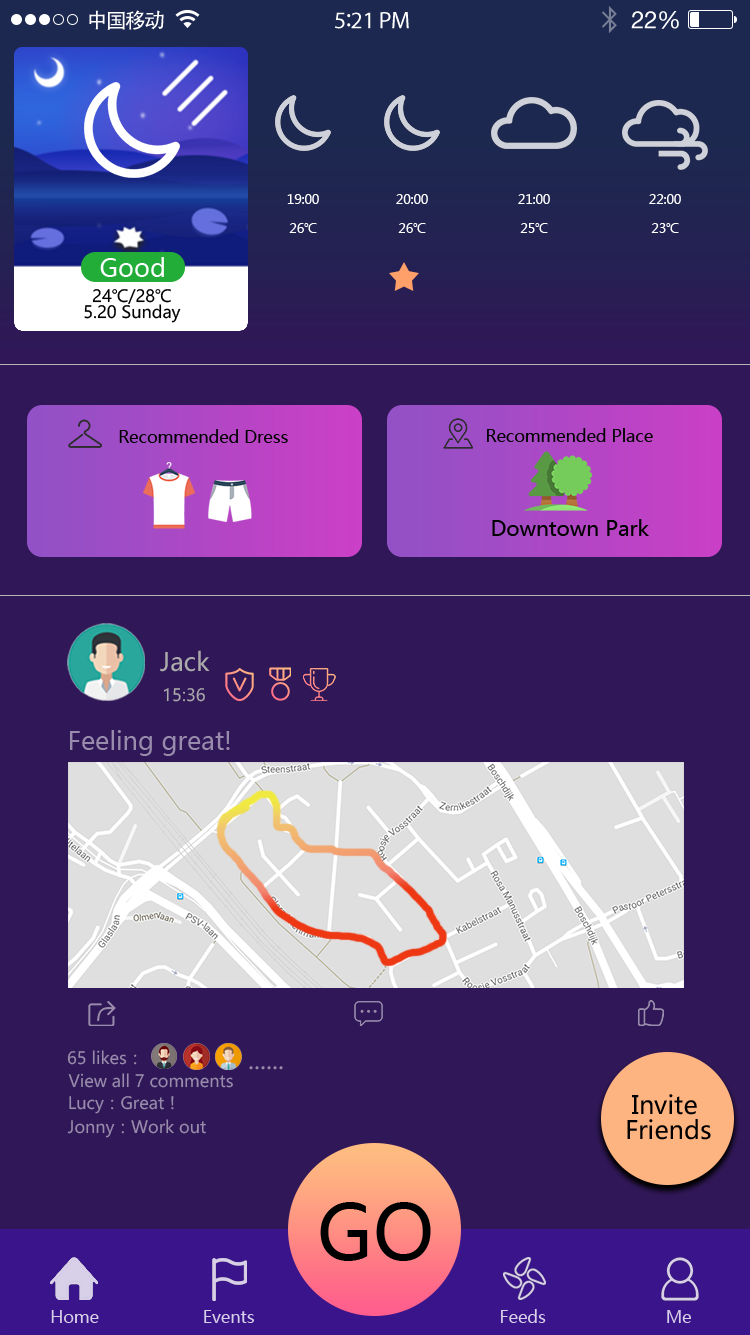 中国移动 5:21 PM 22%
19:00 20:00 21:00 22:00
26℃ 26℃ 25℃ 23℃
Good
24℃/28℃
5.20 Sunday
Recommended Dress
Recommended Place
Downtown Park
Jack
15:36
Feeling great!
Steenstraat
Boschdijk
Zernikestraat
Vosstraat
Rosa Manusstraat
Kabelstraat
Pastoor Petersstra
Boschdijk
Glaslaan
Olmenlaan
PSV-laan
Roosje Vosstraat
B
65 likes :
......
View all 7 comments
Lucy : Great !
Jonny : Work out
Invite
Friends
GO
Home Events Feeds Me